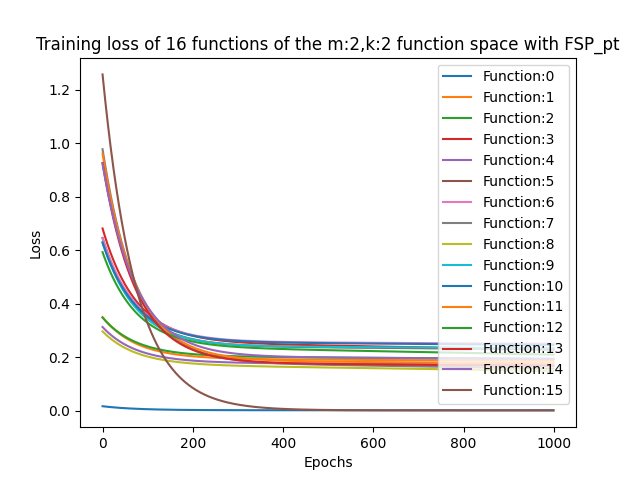 Training loss of 16 functions of the m:2,k:2 function space with FSP_pt
Loss
1.2
1.0
0.8
0.6
0.4
0.2
0.0
Function:0
Function:1
Function:2
Function:3
Function:4
Function:5
Function:6
Function:7
Function:8
Function:9
Function:10
Function:11
Function:12
Function:13
Function:14
Function:15
0 200 400 600 800 1000
Epochs